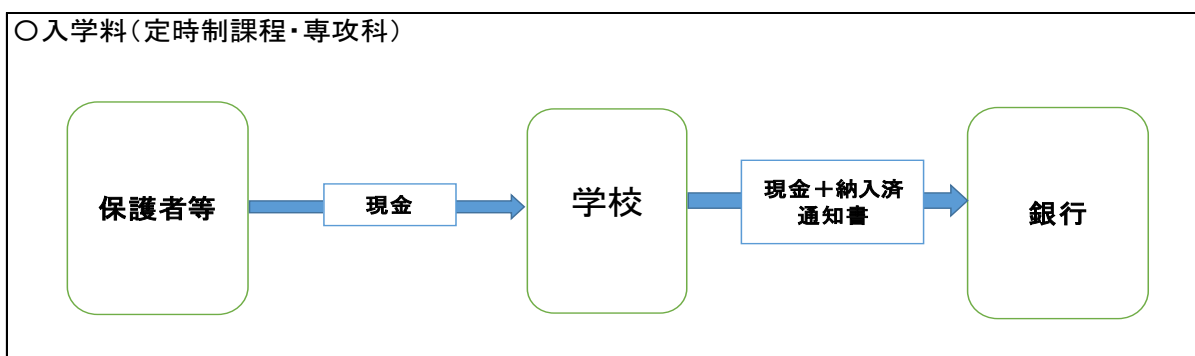 〇入学料(定時制課程・専攻科)
保護者等
現金
学校
現金+納入済
通知書
銀行